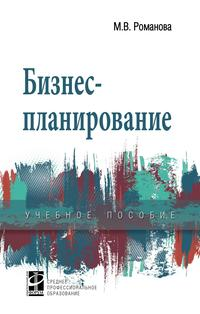 М.В. Романова
Бизнес-
планирование
УЧЕБНОЕ ПОСОБИЕ
СРЕДНЕЕ
ПРОФЕССИОНАЛЬНОЕ
ОБРАЗОВАНИЕ